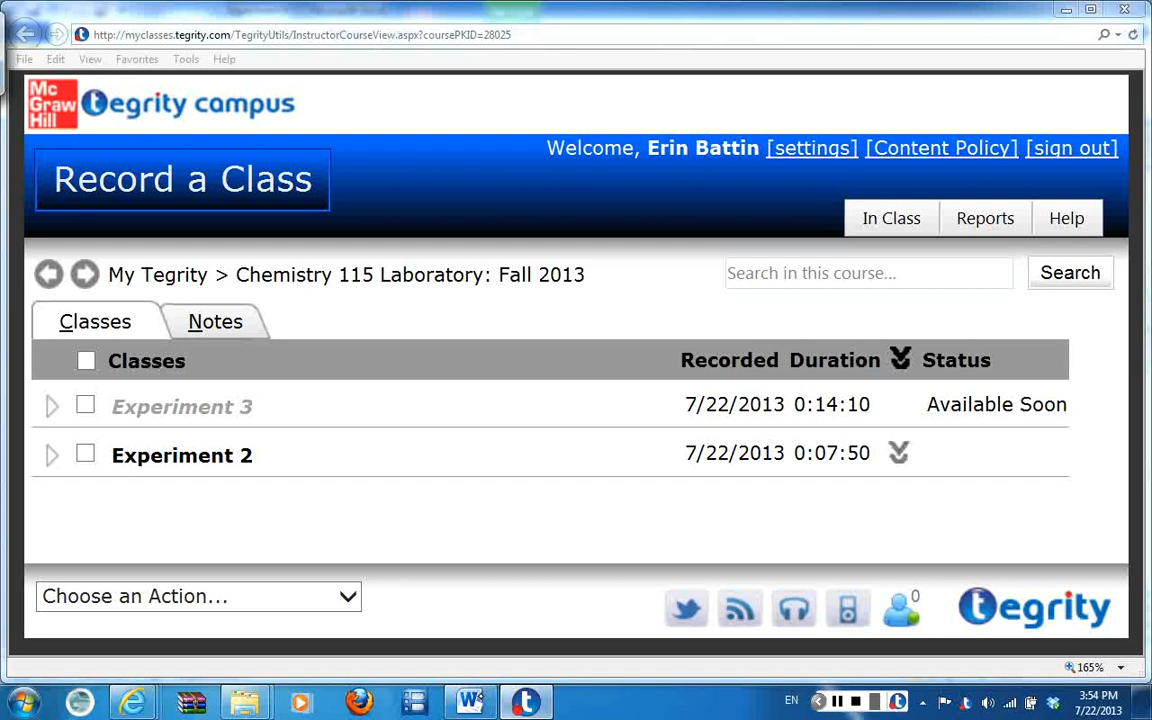 http://myclasses.tegrity.com/TegrityUtils/InstructorCourseView.aspx?coursePKID=28025
File Edit View Favorites Tools Help
Mc
Graw
Hill
tegrity campus
Welcome, Erin Battin [settings] [Content Policy] [sign out]
Record a Class
In Class Reports Help
My Tegrity > Chemistry 115 Laboratory: Fall 2013
Search in this course...
Search
Classes Notes
Classes Recorded Duration Status
Experiment 3 7/22/2013 0:14:10 Available Soon
Experiment 2 7/22/2013 0:07:50
Choose an Action...
0
tegrity
165%
EN
3:54 PM
7/22/2013